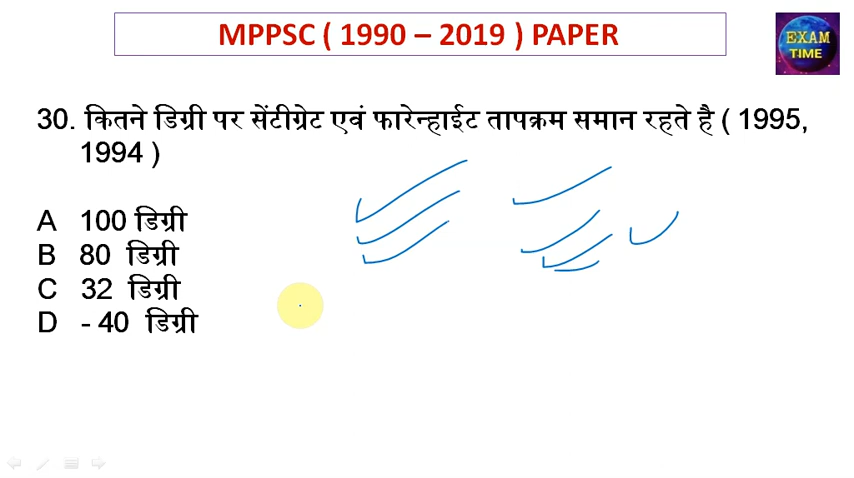 MPPSC ( 1990 – 2019 ) PAPER
EXAM
TIME
30. कितने डिग्री पर सेंटीग्रेट एवं फारेन्हाईट तापक्रम समान रहते है ( 1995,
1994 )
A 100 डिग्री
B 80 डिग्री
C 32 डिग्री
D - 40 डिग्री